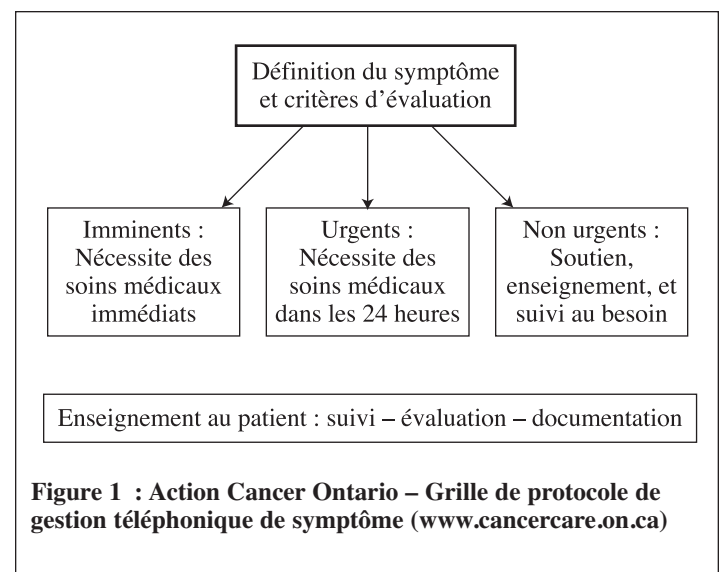 Définition du symptôme
et critères d'évaluation
Imminents :
Nécessite des
soins médicaux
immédiats
Urgents :
Nécessite des
soins médicaux
dans les 24 heures
Non urgents :
Soutien,
enseignement, et
suivi au besoin
Enseignement au patient : suivi – évaluation – documentation
Figure 1 : Action Cancer Ontario – Grille de protocole de
gestion téléphonique de symptôme (www.cancercare.on.ca)